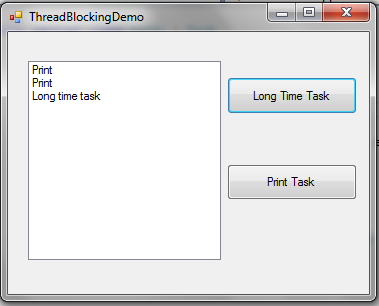 ThreadBlockingDemo
Print
Print
Long time task
Long Time Task
Print Task